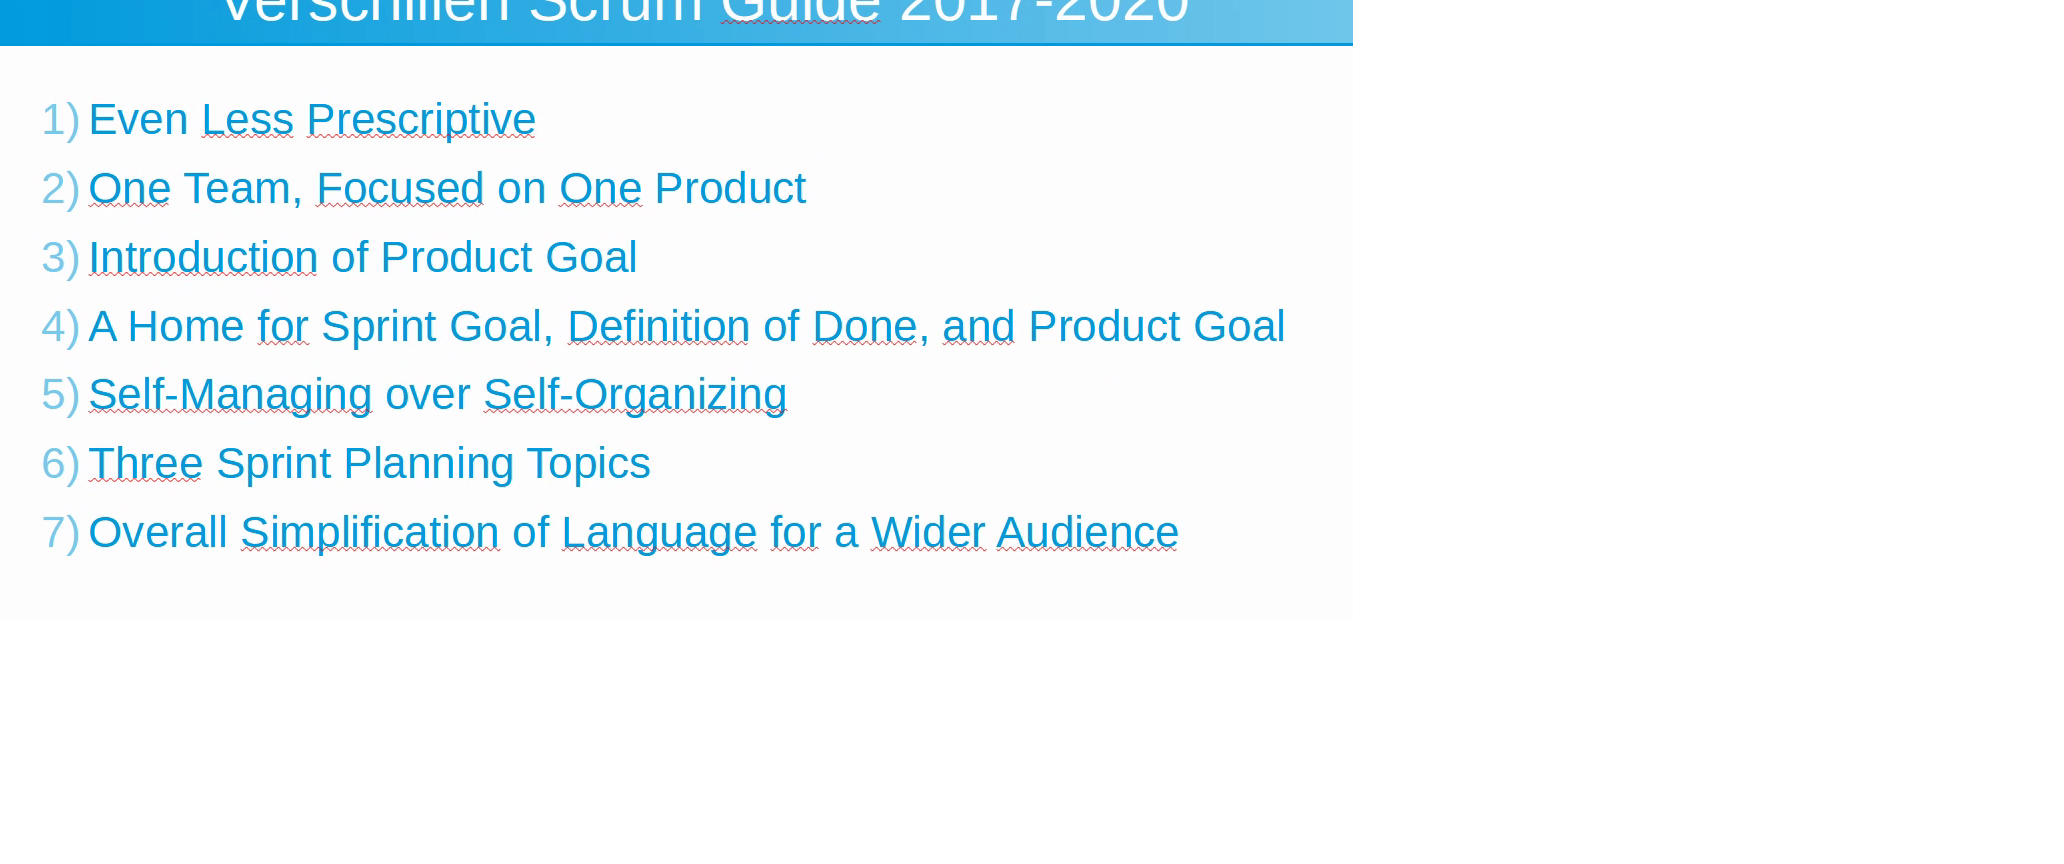 Verschillen Scrum Guide 2017-2020
1) Even Less Prescriptive
2) One Team, Focused on One Product
3) Introduction of Product Goal
4) A Home for Sprint Goal, Definition of Done, and Product Goal
5) Self-Managing over Self-Organizing
6) Three Sprint Planning Topics
7) Overall Simplification of Language for a Wider Audience